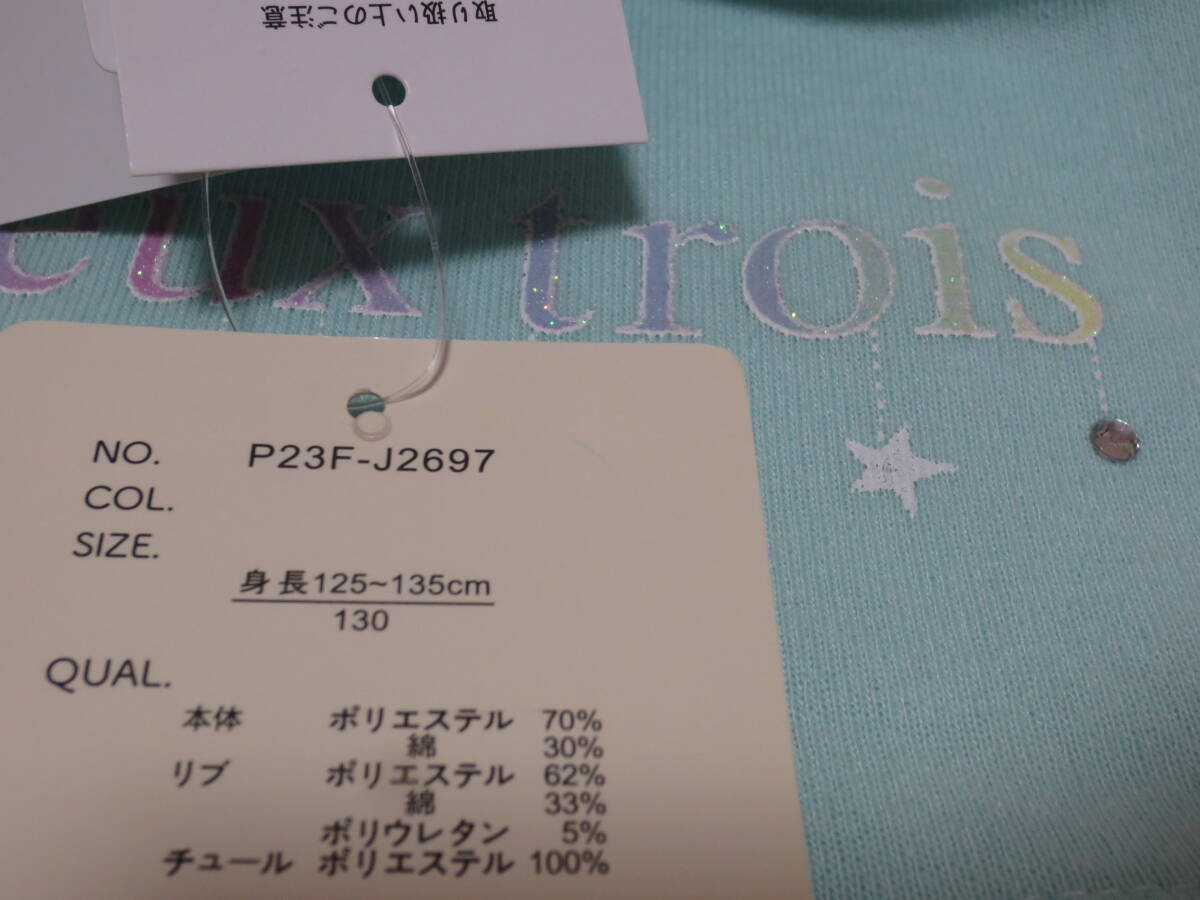 取り扱い上のご注意
eux trois
NO. P23F-J2697
COL.
SIZE.
身長125~135cm
130
QUAL.
本体 ポリエステル 70%
綿 30%
リブ ポリエステル 62%
綿 33%
ポリウレタン 5%
チュール ポリエステル 100%